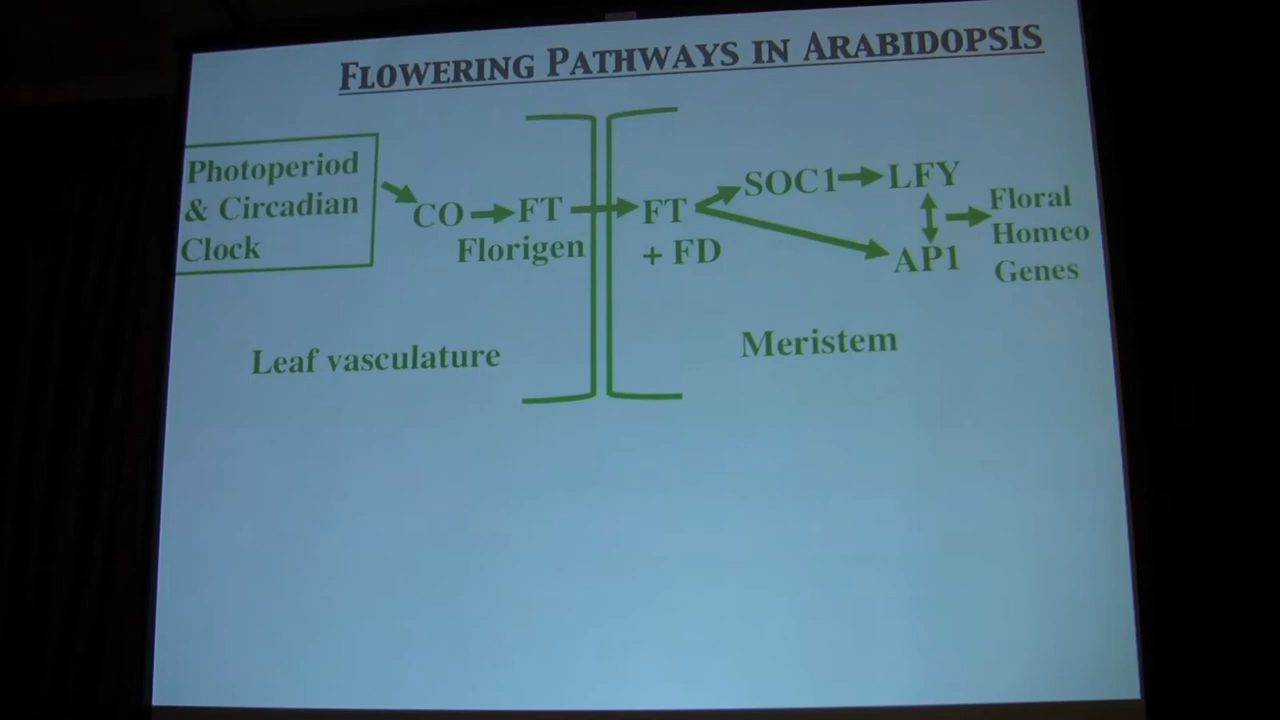 FLOWERING PATHWAYS IN ARABIDOPSIS
Photoperiod
& Circadian
Clock
CO
FT
Florigen
FT
+ FD
SOC1
LFY
AP1
Floral
Homeo
Genes
Leaf vasculature
Meristem